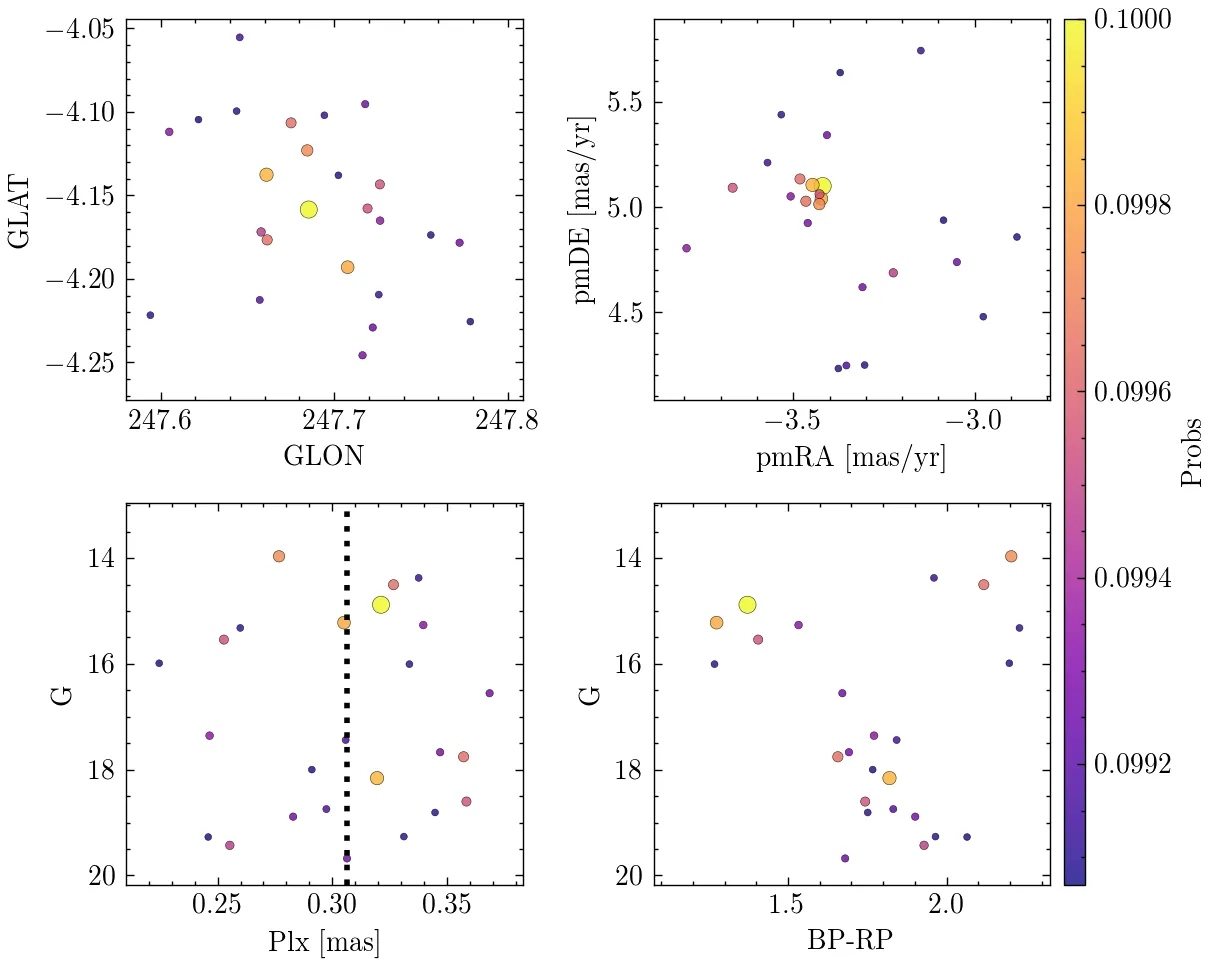 −4.05
−4.10
−4.15
−4.20
−4.25
GLAT
247.6 247.7 247.8
GLON
5.5
5.0
4.5
pmDE [mas/yr]
−3.5 −3.0
pmRA [mas/yr]
14
16
18
20
G
0.25 0.30 0.35
Plx [mas]
14
16
18
20
G
1.5 2.0
BP-RP
0.1000
0.0998
0.0996
0.0994
0.0992
Probs